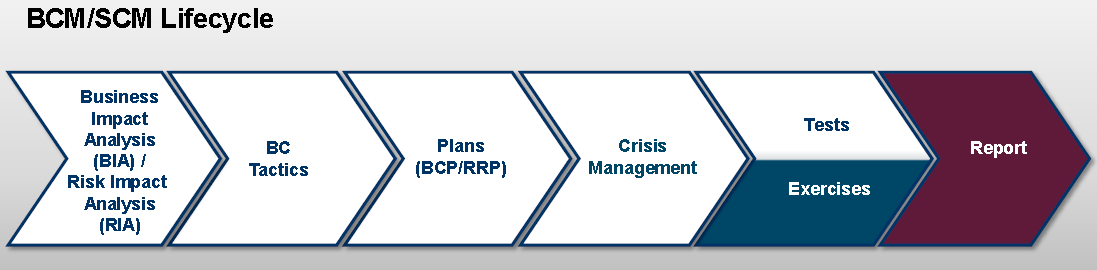 BCM/SCM Lifecycle
Business
Impact
Analysis
(BIA) /
Risk Impact
Analysis
(RIA)
BC
Tactics
Plans
(BCP/RRP)
Crisis
Management
Tests
Exercises
Report